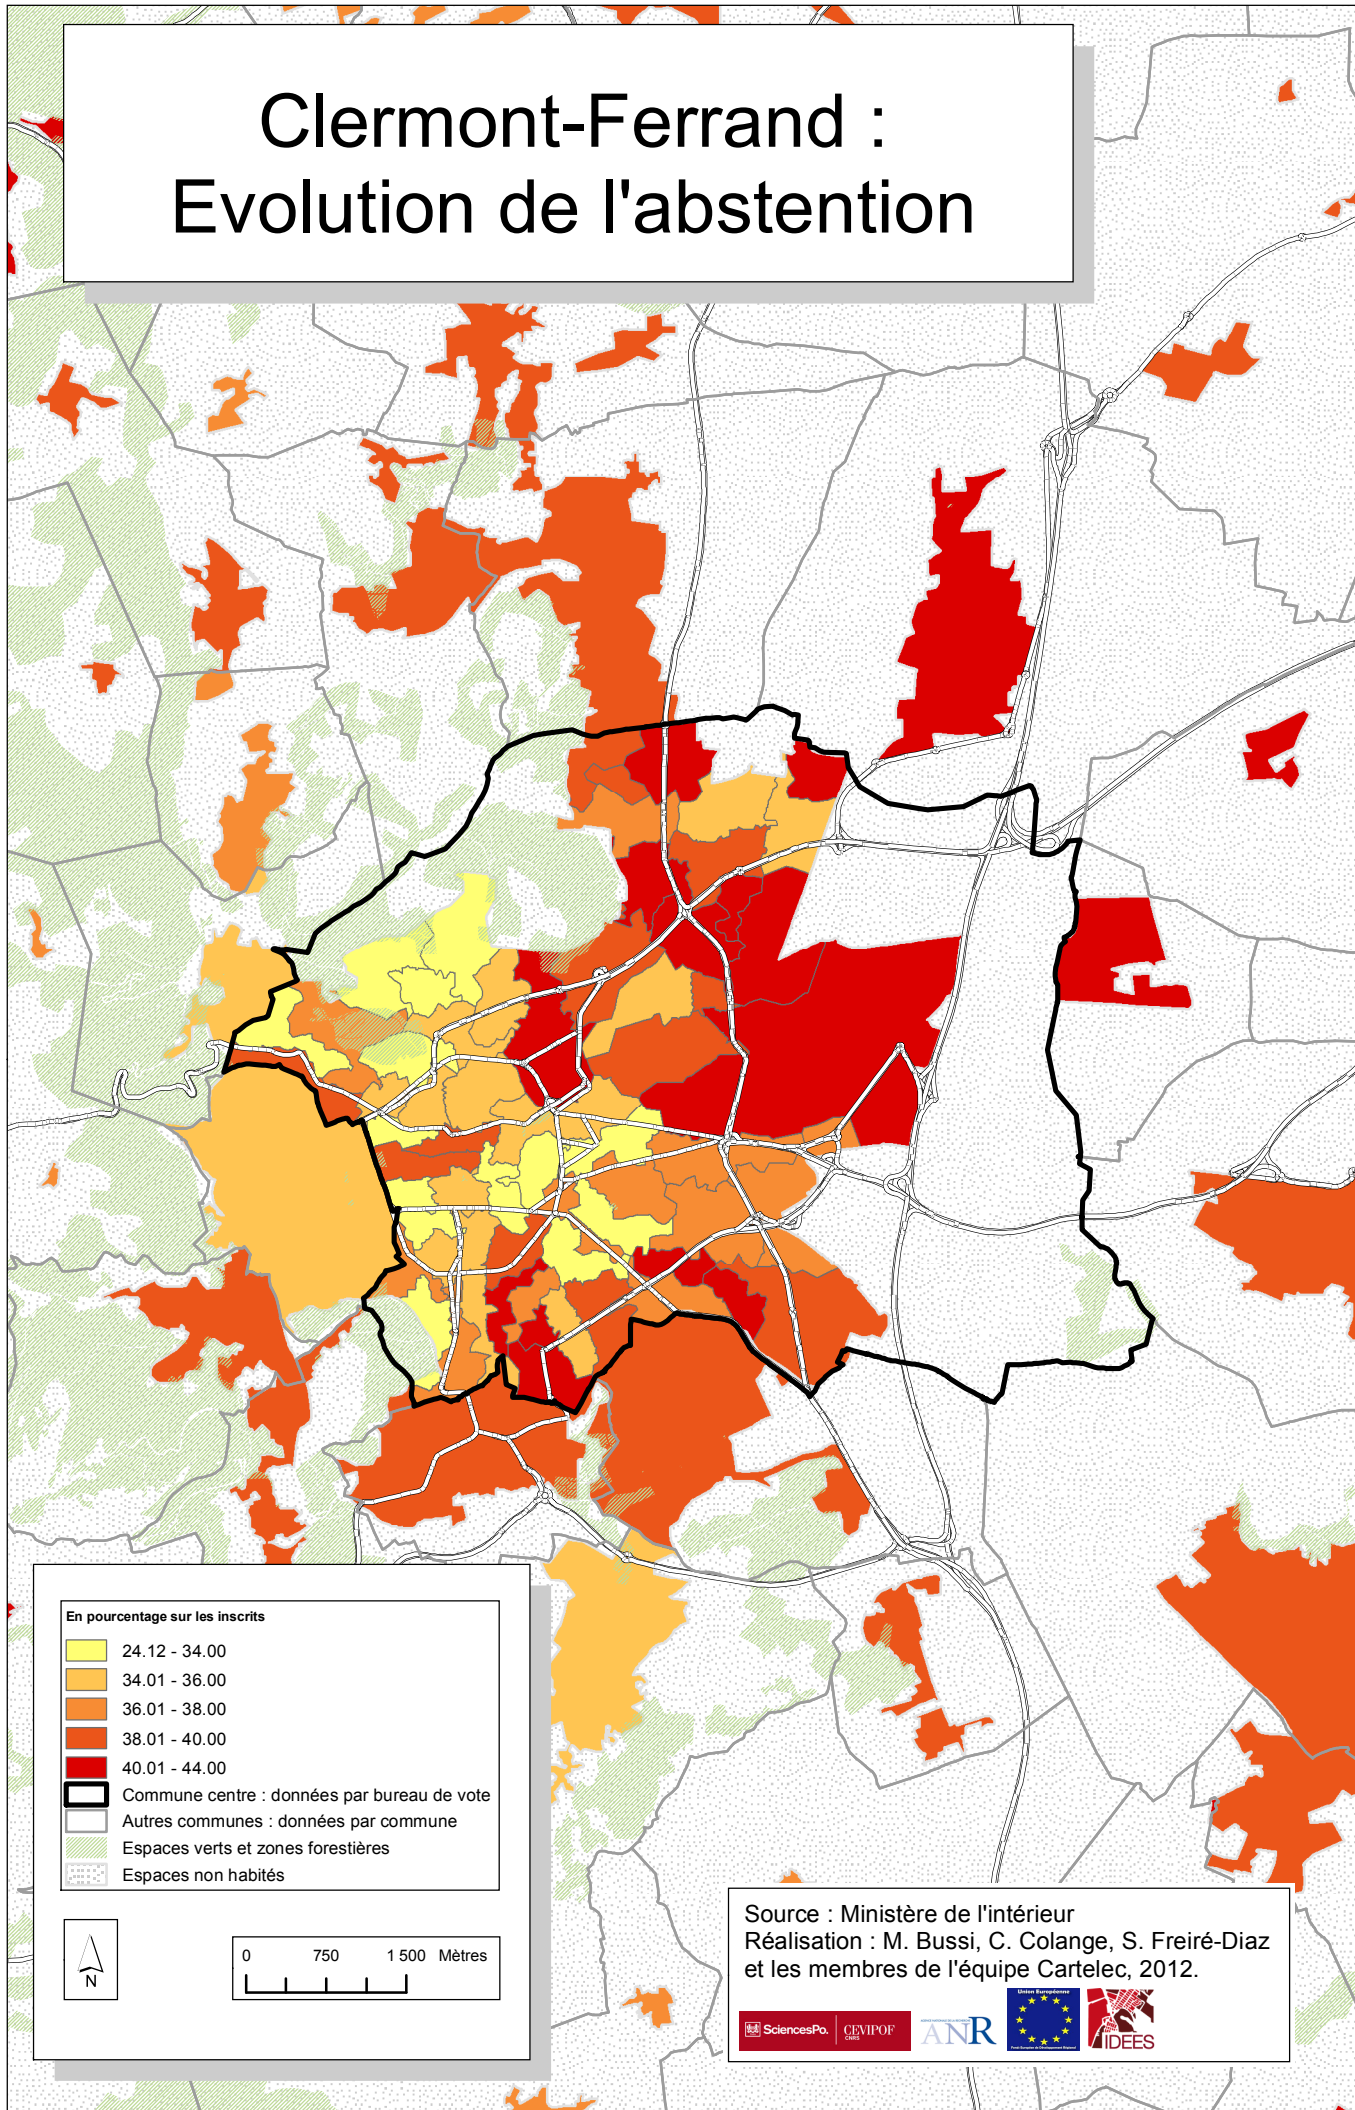 Clermont-Ferrand :
Evolution de l'abstention
En pourcentage sur les inscrits
24.12 - 34.00
34.01 - 36.00
36.01 - 38.00
38.01 - 40.00
40.01 - 44.00
Commune centre : données par bureau de vote
Autres communes : données par commune
Espaces verts et zones forestières
Espaces non habités
N
0 750 1 500 Mètres
Source : Ministère de l'intérieur
Réalisation : M. Bussi, C. Colange, S. Freiré-Diaz
et les membres de l'équipe Cartelec, 2012.
SciencesPo.
CEVIPOF
CNRS
ANR
Union Européenne
IDEES